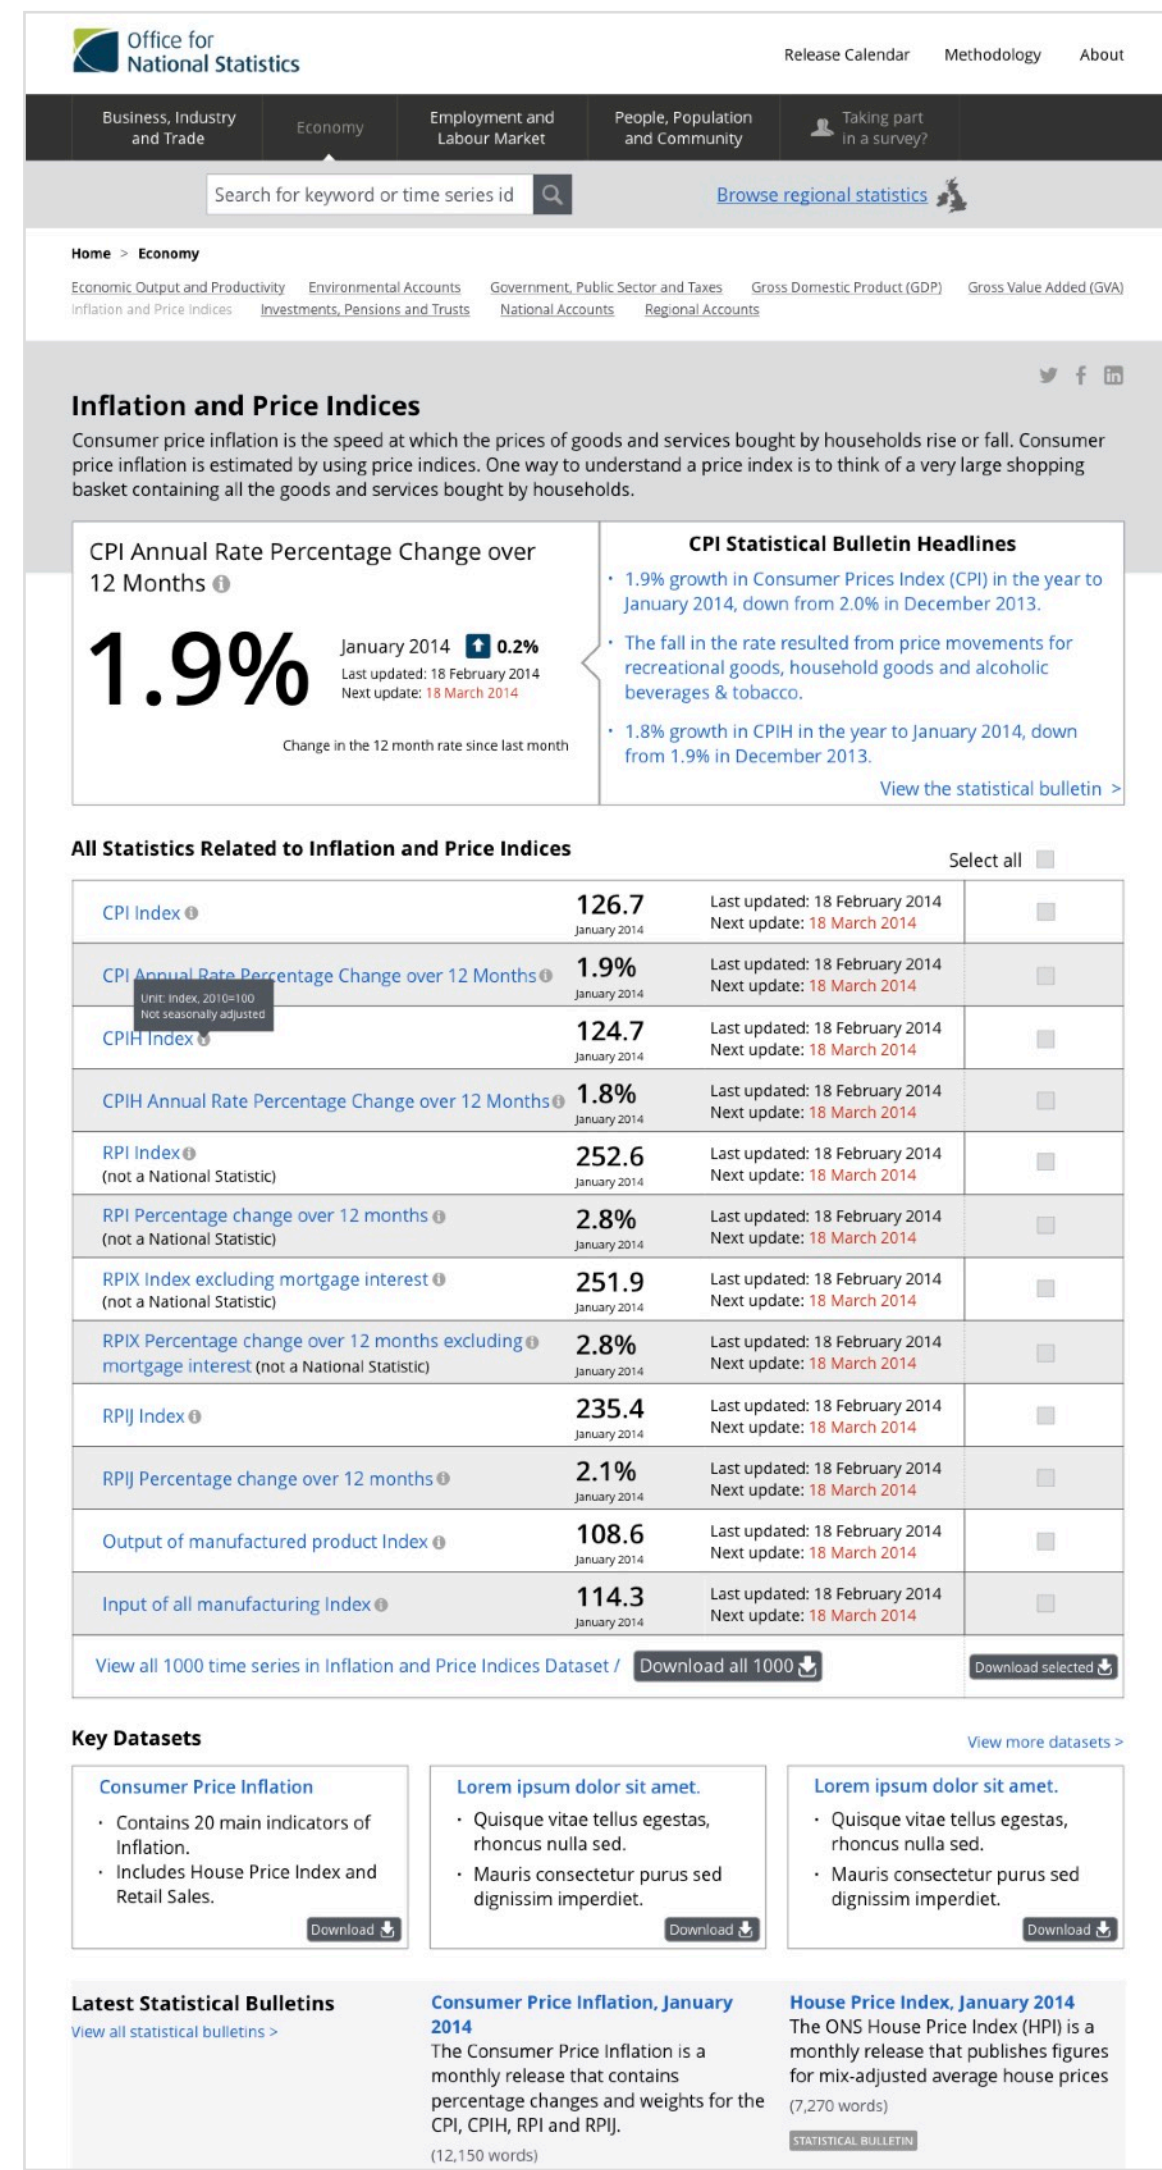 Office for
National Statistics
Release Calendar Methodology About
Business, Industry
and Trade
Economy
Employment and
Labour Market
People, Population
and Community
Taking part
in a survey?
Search for keyword or time series id
Browse regional statistics
Home > Economy
Economic Output and Productivity Environmental Accounts Government, Public Sector and Taxes Gross Domestic Product (GDP) Gross Value Added (GVA)
Inflation and Price Indices Investments, Pensions and Trusts National Accounts Regional Accounts
Inflation and Price Indices
Consumer price inflation is the speed at which the prices of goods and services bought by households rise or fall. Consumer
price inflation is estimated by using price indices. One way to understand a price index is to think of a very large shopping
basket containing all the goods and services bought by households.
CPI Annual Rate Percentage Change over
12 Months
1.9%
January 2014 0.2%
Last updated: 18 February 2014
Next update: 18 March 2014
Change in the 12 month rate since last month
CPI Statistical Bulletin Headlines
· 1.9% growth in Consumer Prices Index (CPI) in the year to
January 2014, down from 2.0% in December 2013.
· The fall in the rate resulted from price movements for
recreational goods, household goods and alcoholic
beverages & tobacco.
· 1.8% growth in CPIH in the year to January 2014, down
from 1.9% in December 2013.
View the statistical bulletin >
All Statistics Related to Inflation and Price Indices
Select all
CPI Index
126.7
January 2014
Last updated: 18 February 2014
Next update: 18 March 2014
CPI Annual Rate Percentage Change over 12 Months
1.9%
January 2014
Last updated: 18 February 2014
Next update: 18 March 2014
Unit: Index, 2010=100
Not seasonally adjusted
CPIH Index
124.7
January 2014
Last updated: 18 February 2014
Next update: 18 March 2014
CPIH Annual Rate Percentage Change over 12 Months
1.8%
January 2014
Last updated: 18 February 2014
Next update: 18 March 2014
RPI Index
(not a National Statistic)
252.6
January 2014
Last updated: 18 February 2014
Next update: 18 March 2014
RPI Percentage change over 12 months
(not a National Statistic)
2.8%
January 2014
Last updated: 18 February 2014
Next update: 18 March 2014
RPIX Index excluding mortgage interest
(not a National Statistic)
251.9
January 2014
Last updated: 18 February 2014
Next update: 18 March 2014
RPIX Percentage change over 12 months excluding
mortgage interest (not a National Statistic)
2.8%
January 2014
Last updated: 18 February 2014
Next update: 18 March 2014
RPIJ Index
235.4
January 2014
Last updated: 18 February 2014
Next update: 18 March 2014
RPIJ Percentage change over 12 months
2.1%
January 2014
Last updated: 18 February 2014
Next update: 18 March 2014
Output of manufactured product Index
108.6
January 2014
Last updated: 18 February 2014
Next update: 18 March 2014
Input of all manufacturing Index
114.3
January 2014
Last updated: 18 February 2014
Next update: 18 March 2014
View all 1000 time series in Inflation and Price Indices Dataset / Download all 1000
Download selected
Key Datasets
View more datasets >
Consumer Price Inflation
· Contains 20 main indicators of
Inflation.
· Includes House Price Index and
Retail Sales.
Download
Lorem ipsum dolor sit amet.
· Quisque vitae tellus egestas,
rhoncus nulla sed.
· Mauris consectetur purus sed
dignissim imperdiet.
Download
Lorem ipsum dolor sit amet.
· Quisque vitae tellus egestas,
rhoncus nulla sed.
· Mauris consectetur purus sed
dignissim imperdiet.
Download
Latest Statistical Bulletins
View all statistical bulletins >
Consumer Price Inflation, January
2014
The Consumer Price Inflation is a
monthly release that contains
percentage changes and weights for the
CPI, CPIH, RPI and RPIJ.
(12,150 words)
House Price Index, January 2014
The ONS House Price Index (HPI) is a
monthly release that publishes figures
for mix-adjusted average house prices
(7,270 words)
STATISTICAL BULLETIN